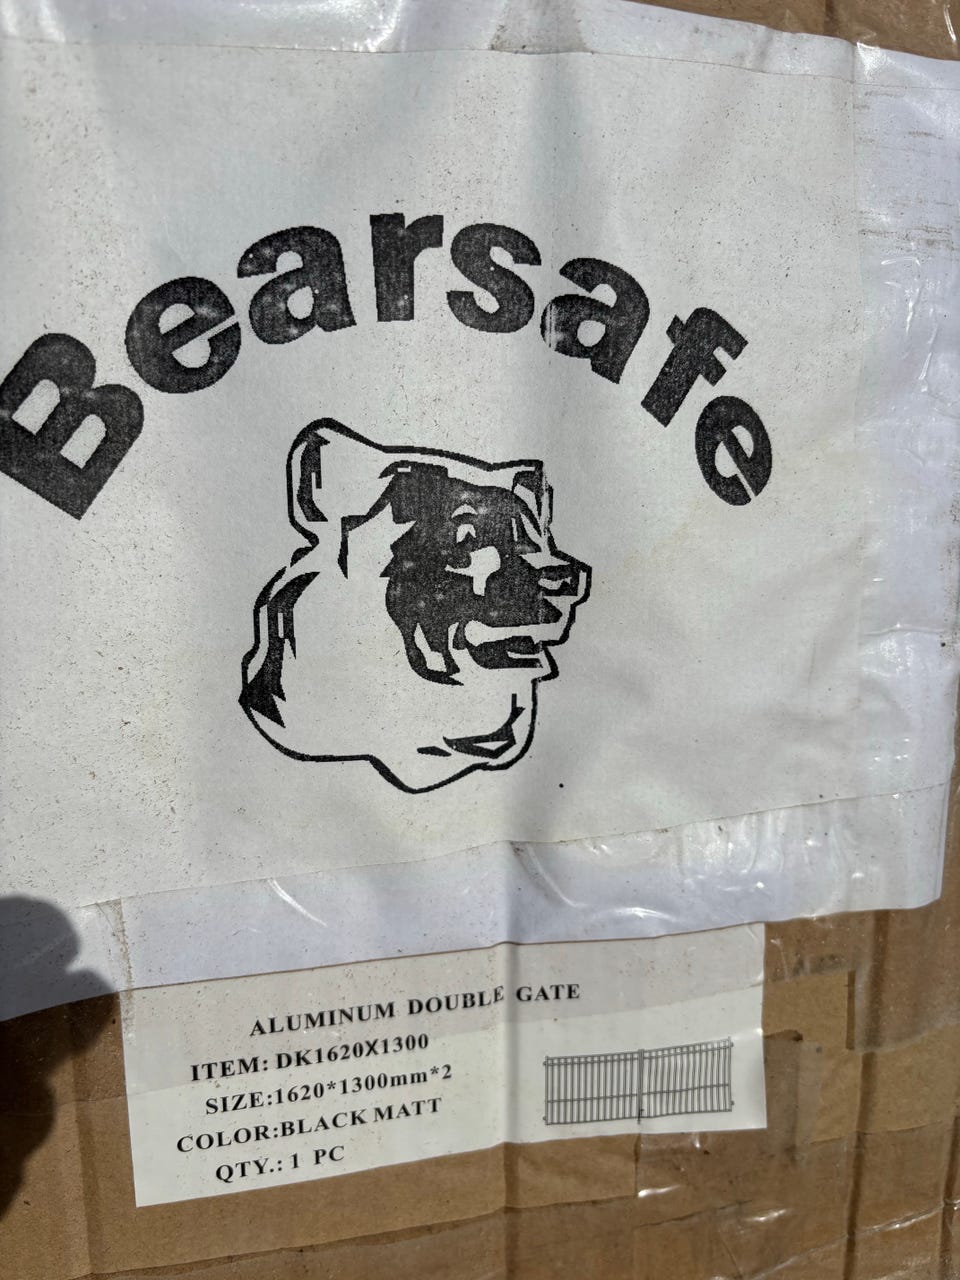 Bearsafe
ALUMINUM DOUBLE GATE
ITEM: DK1620X1300
SIZE:1620*1300mm*2
COLOR:BLACK MATT
QTY.: 1 PC